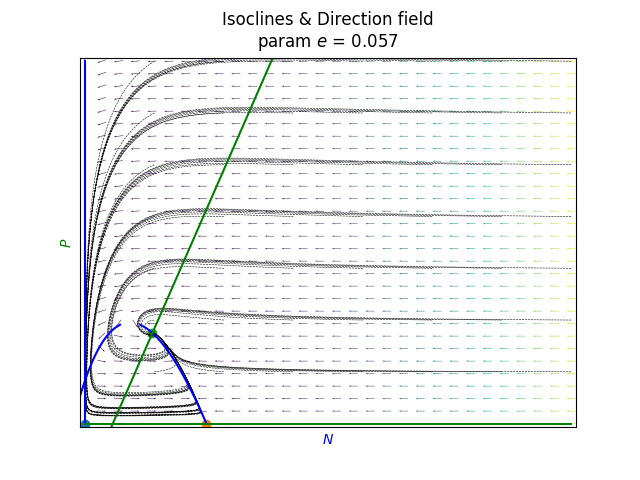 Isoclines & Direction field
param e = 0.057
P
N